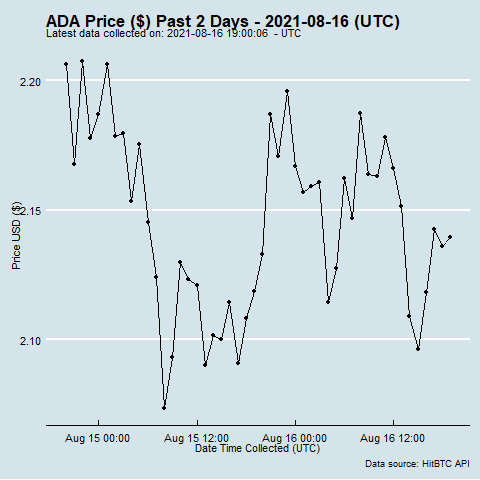 ADA Price ($) Past 2 Days - 2021-08-16 (UTC)
Latest data collected on: 2021-08-16 19:00:06  - UTC
2.20
2.15
2.10
Price USD ($)
Aug 15 00:00 Aug 15 12:00 Aug 16 00:00 Aug 16 12:00
Date Time Collected (UTC)
Data source: HitBTC API